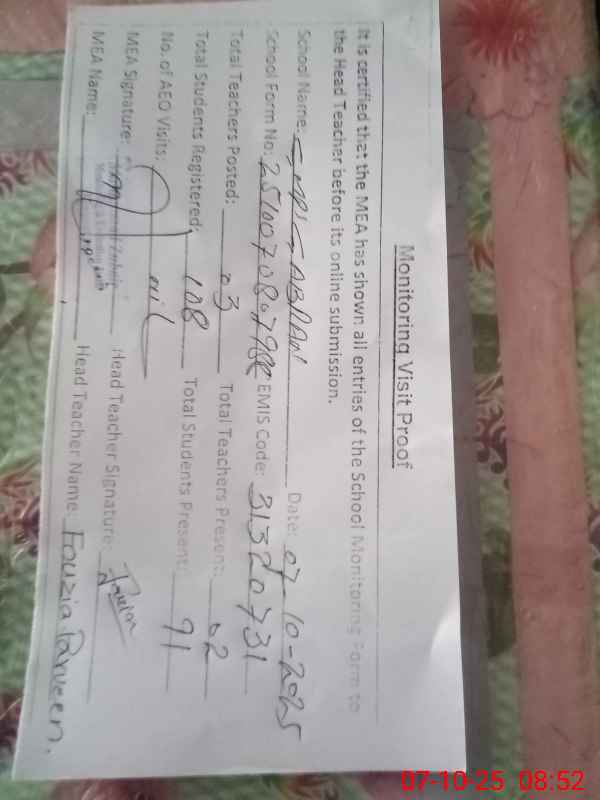 Monitoring Visit Proof
It is certified that the MEA has shown all entries of the School Monitoring Form to
the Head Teacher before its online submission.
School Name: Date: 07-10-2025
School Form No: EMIS Code: 31320731
Total Teachers Posted: 03 Total Teachers Present: 02
Total Students Registered: 108 Total Students Present: 91
No. of AEO Visits: nil
MEA Signature: Head Teacher Signature:
MEA Name: Head Teacher Name: Fouzia Parveen.
07-10-25 08:52